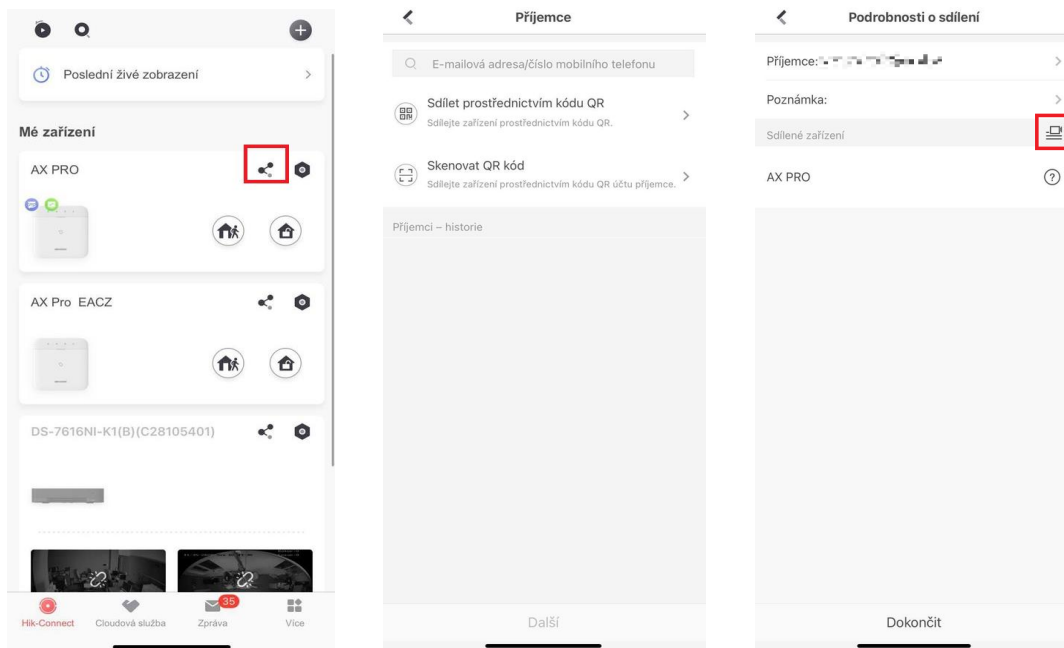 Poslední živé zobrazení
Mé zařízení
AX PRO
AX Pro EACZ
DS-7616NI-K1(B)(C28105401)
35
Hik-Connect
Cloudová služba
Zpráva
Více
Příjemce
E-mailová adresa/číslo mobilního telefonu
Sdílet prostřednictvím kódu QR
Sdílejte zařízení prostřednictvím kódu QR.
Skenovat QR kód
Sdílejte zařízení prostřednictvím kódu QR účtu příjemce.
Příjemci – historie
Další
Podrobnosti o sdílení
Příjemce:
Poznámka:
Sdílené zařízení
AX PRO
Dokončit